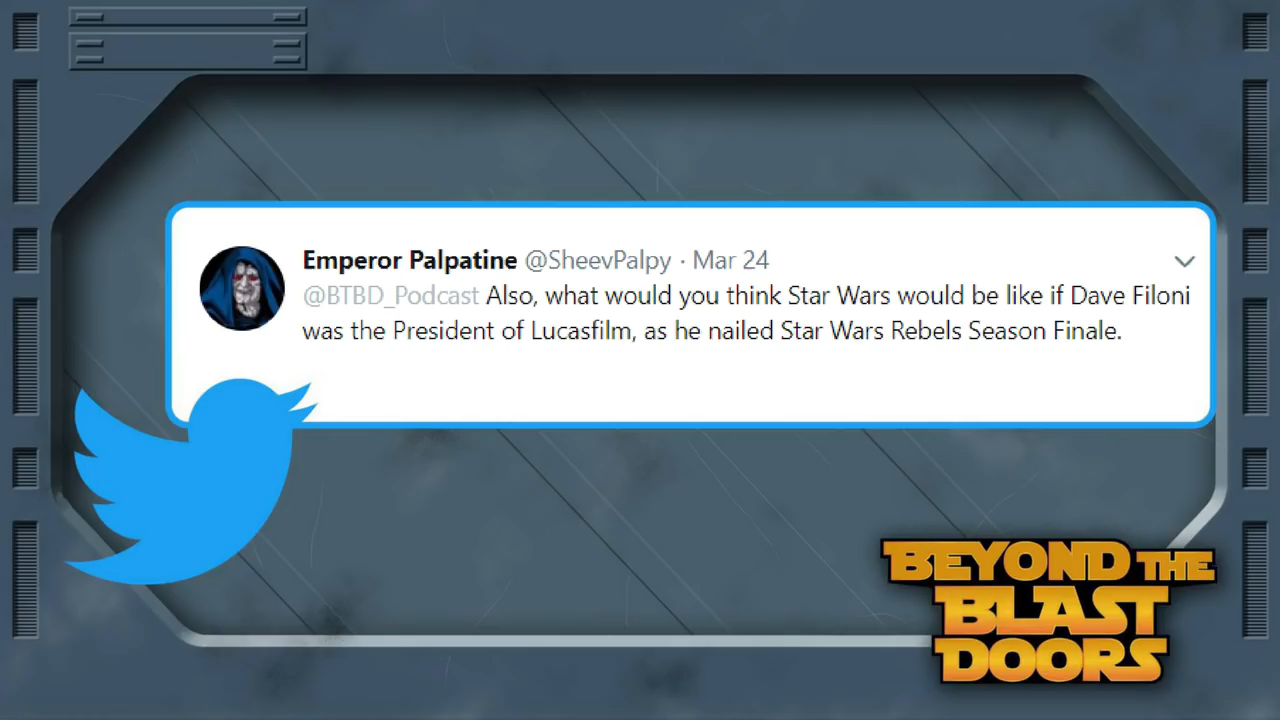 Emperor Palpatine @SheevPalpy · Mar 24
@BTBD_Podcast Also, what would you think Star Wars would be like if Dave Filoni
was the President of Lucasfilm, as he nailed Star Wars Rebels Season Finale.
BEYOND THE
BLAST
DOORS